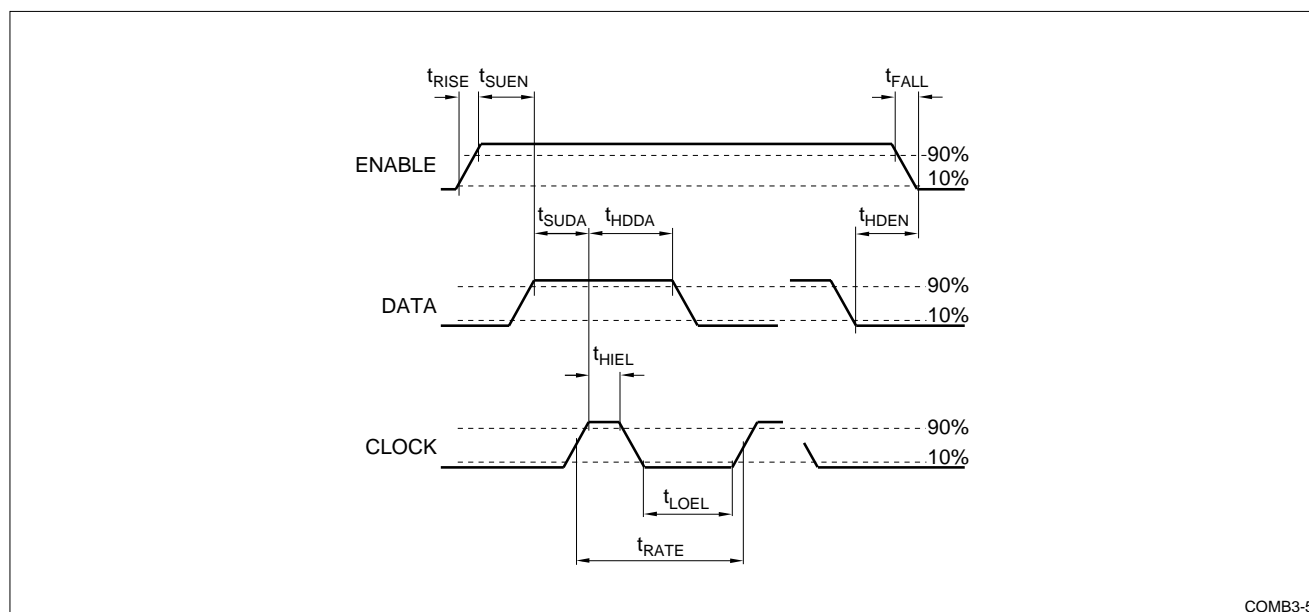 tRISE tSUEN tFALL
ENABLE 90%
10%
tSUDA tHDDA tHDEN
DATA 90%
10%
tHIEL
CLOCK 90%
10%
tLOEL
tRATE
COMB3-5